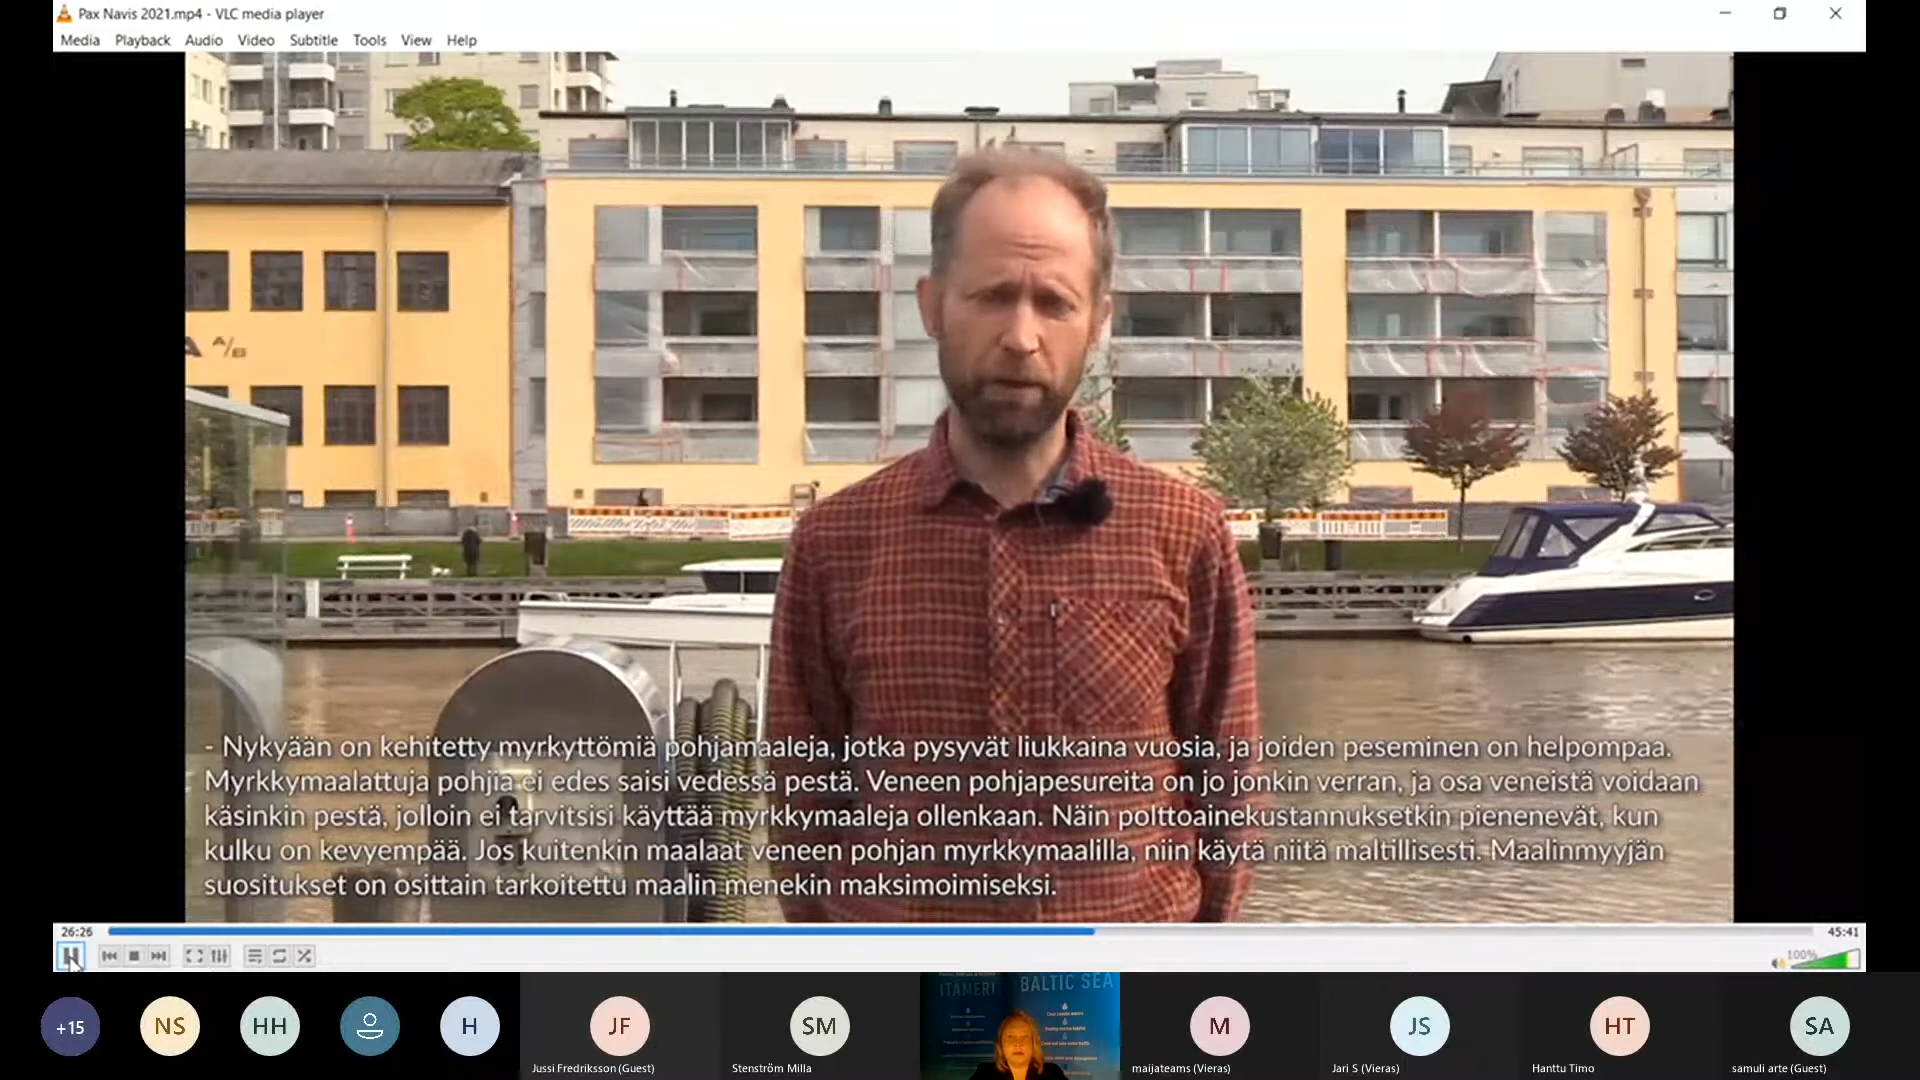 Pax Navis 2021.mp4 - VLC media player
Media Playback Audio Video Subtitle Tools View Help
A A/B
- Nykyään on kehitetty myrkyttömiä pohjamaaleja, jotka pysyvät liukkaina vuosia, ja joiden peseminen on helpompaa.
Myrkkymaalattuja pohjia ei edes saisi vedessä pestä. Veneen pohjapesureita on jo jonkin verran, ja osa veneistä voidaan
käsinkin pestä, jolloin ei tarvitsisi käyttää myrkkymaaleja ollenkaan. Näin polttoainekustannuksetkin pienenevät, kun
kulku on kevyempää. Jos kuitenkin maalaat veneen pohjan myrkkymaalilla, niin käytä niitä maltillisesti. Maalinmyyjän
suositukset on osittain tarkoitettu maalin menekin maksimoimiseksi.
26:26
45:41
100%
ITÄMERI
BALTIC SEA
+15
NS
HH
H
JF
SM
M
JS
HT
SA
Jussi Fredriksson (Guest)
Stenström Milla
maijateams (Vieras)
Jari S (Vieras)
Hanttu Timo
samuli arte (Guest)